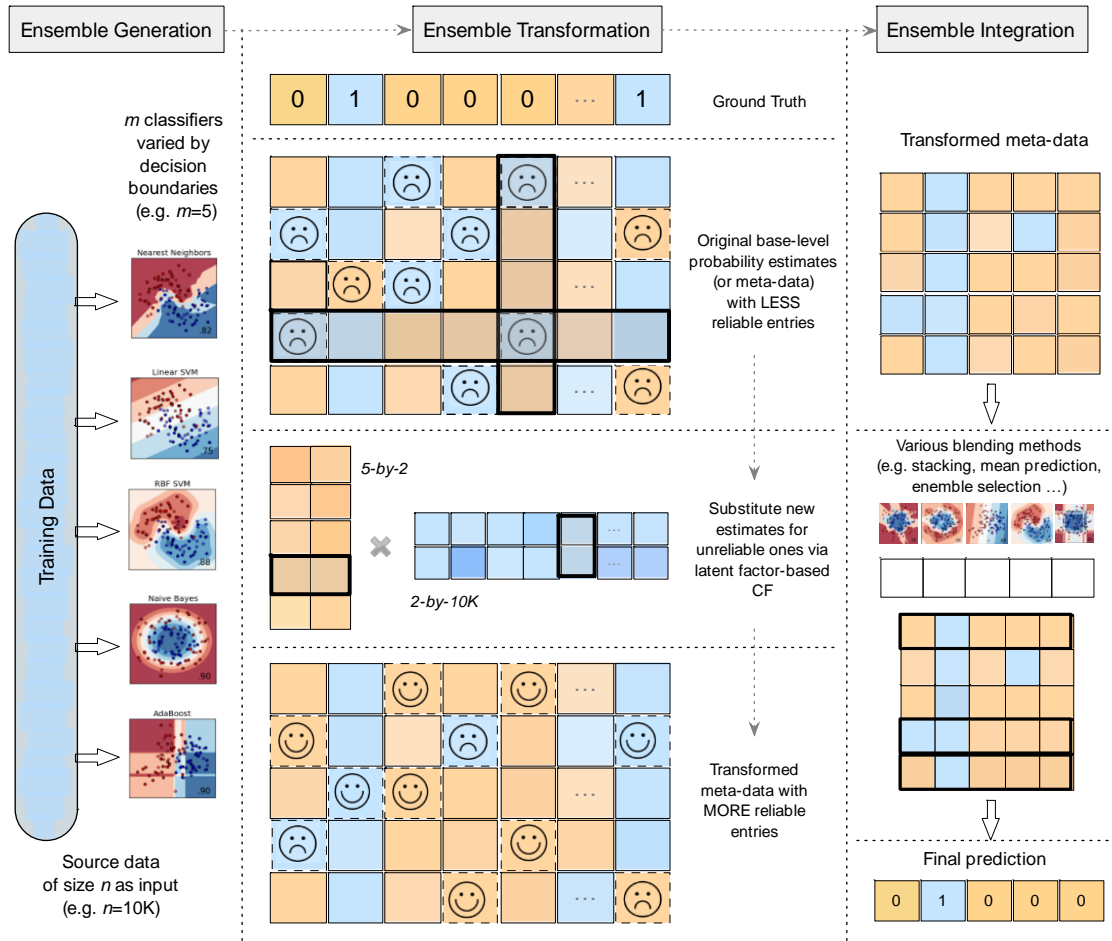 Ensemble Generation
Ensemble Transformation
Ensemble Integration
m classifiers
varied by
decision
boundaries
(e.g. m=5)
Training Data
Nearest Neighbors
.82
Linear SVM
.75
RBF SVM
.88
Naive Bayes
.90
AdaBoost
.90
Source data
of size n as input
(e.g. n=10K)
0 1 0 0 0 ... 1
Ground Truth
...
...
...
...
Original base-level
probability estimates
(or meta-data)
with LESS
reliable entries
5-by-2
2-by-10K
...
...
Substitute new
estimates for
unreliable ones via
latent factor-based
CF
...
...
...
Transformed
meta-data with
MORE reliable
entries
Transformed meta-data
Various blending methods
(e.g. stacking, mean prediction,
enemble selection ...)
Final prediction
0 1 0 0 0